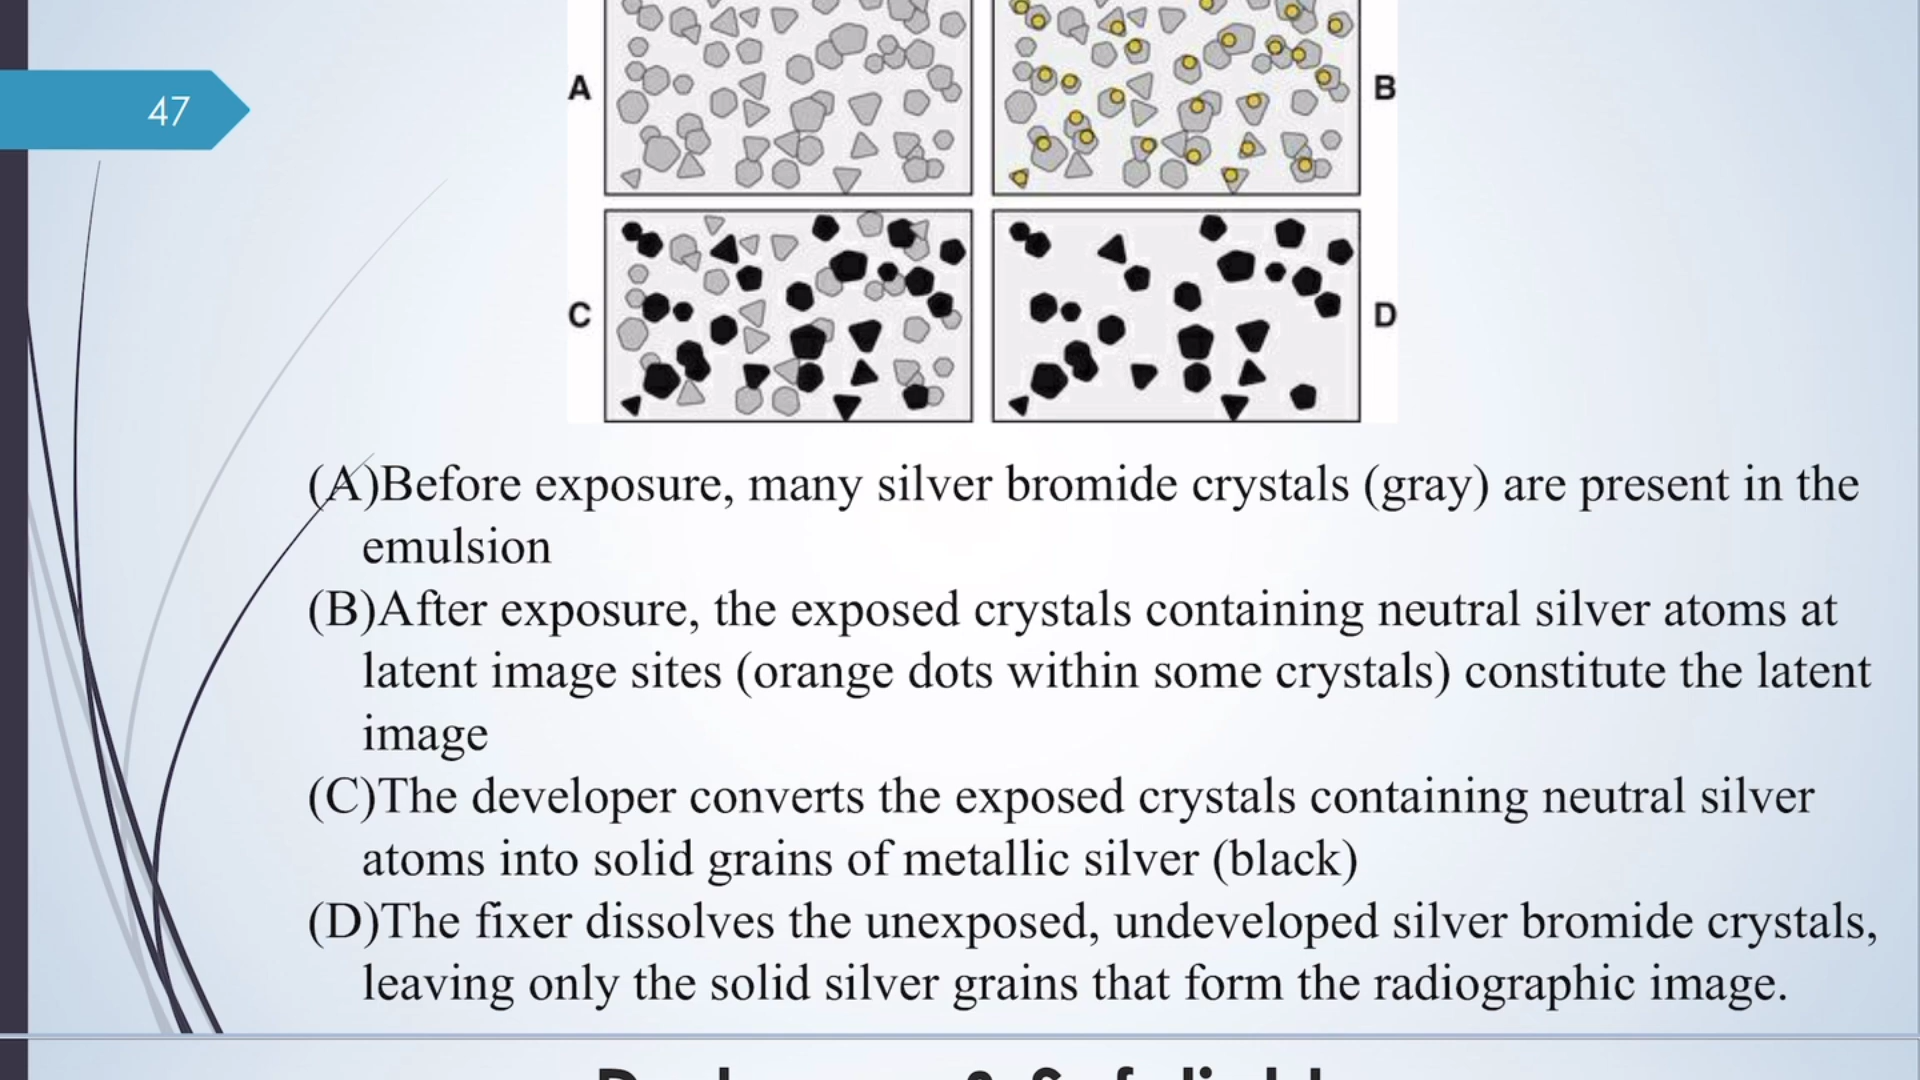 A
B
47
C
D
(A)Before exposure, many silver bromide crystals (gray) are present in the
emulsion
(B)After exposure, the exposed crystals containing neutral silver atoms at
latent image sites (orange dots within some crystals) constitute the latent
image
(C)The developer converts the exposed crystals containing neutral silver
atoms into solid grains of metallic silver (black)
(D)The fixer dissolves the unexposed, undeveloped silver bromide crystals,
leaving only the solid silver grains that form the radiographic image.